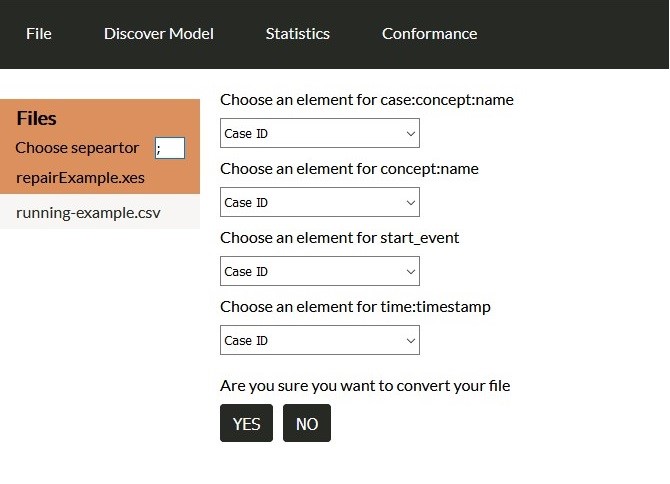 File Discover Model Statistics Conformance
Files
Choose sepeartor ;
repairExample.xes
running-example.csv
Choose an element for case:concept:name
Case ID
Choose an element for concept:name
Case ID
Choose an element for start_event
Case ID
Choose an element for time:timestamp
Case ID
Are you sure you want to convert your file
YES NO